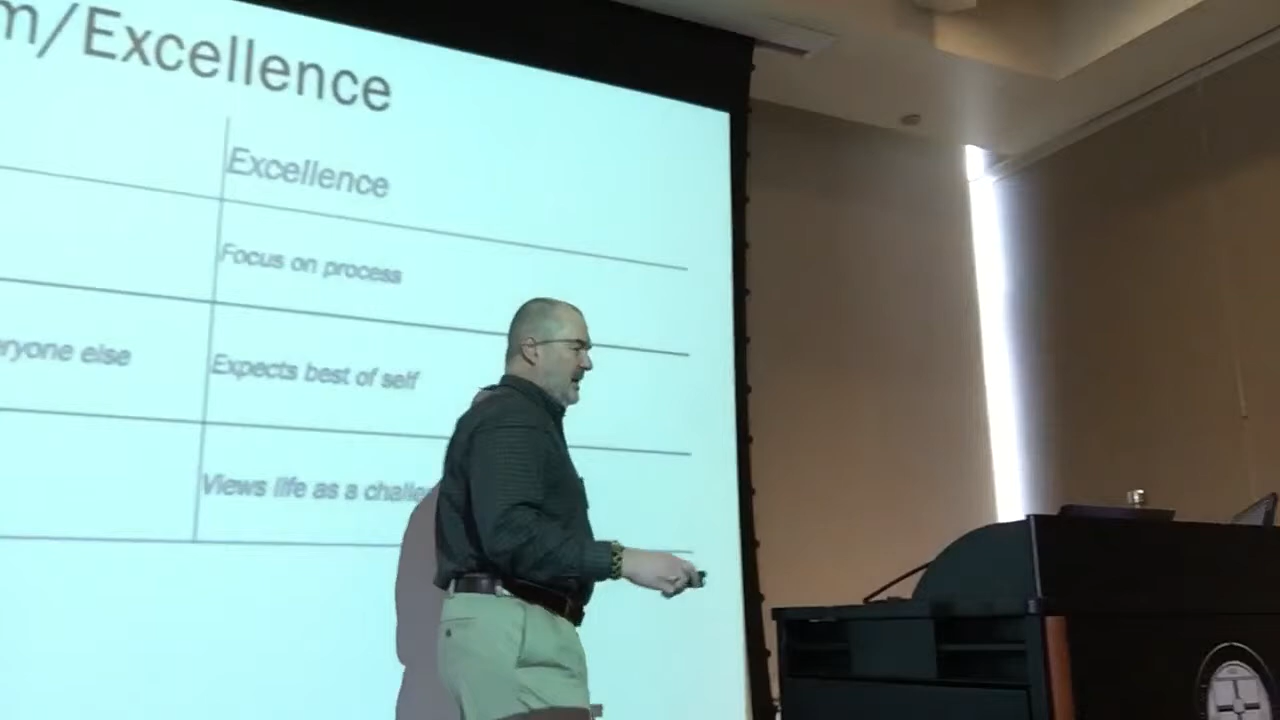 m/Excellence
Excellence
Focus on process
ryone else
Expects best of self
Views life as a challe